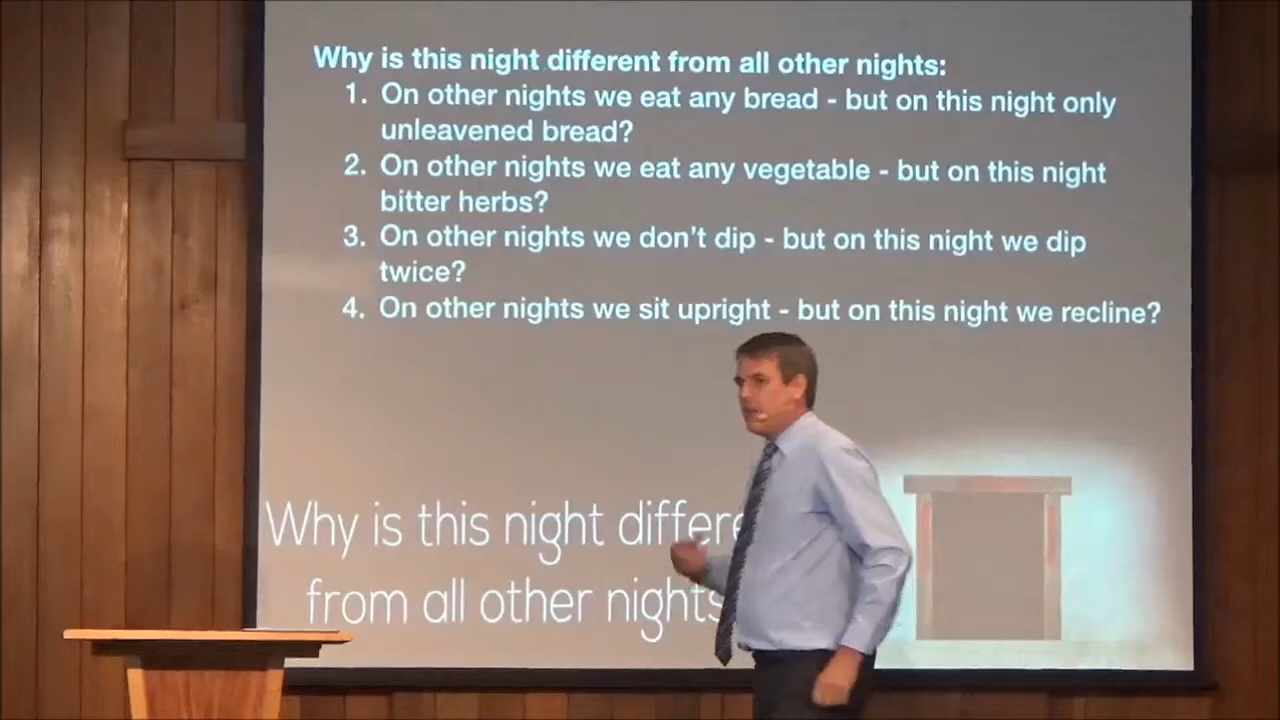 Why is this night different from all other nights:
1. On other nights we eat any bread - but on this night only
unleavened bread?
2. On other nights we eat any vegetable - but on this night
bitter herbs?
3. On other nights we don't dip - but on this night we dip
twice?
4. On other nights we sit upright - but on this night we recline?
Why is this night differe
from all other nights